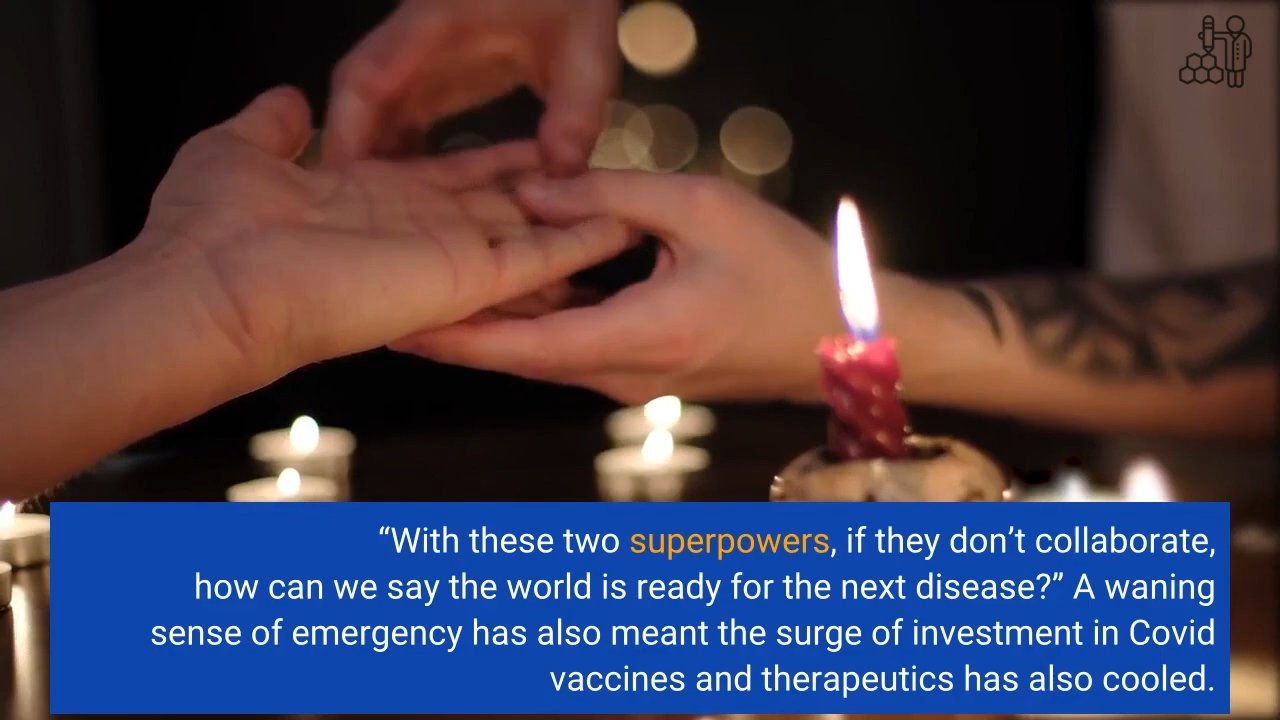 “With these two superpowers, if they don’t collaborate,
how can we say the world is ready for the next disease?” A waning
sense of emergency has also meant the surge of investment in Covid
vaccines and therapeutics has also cooled.